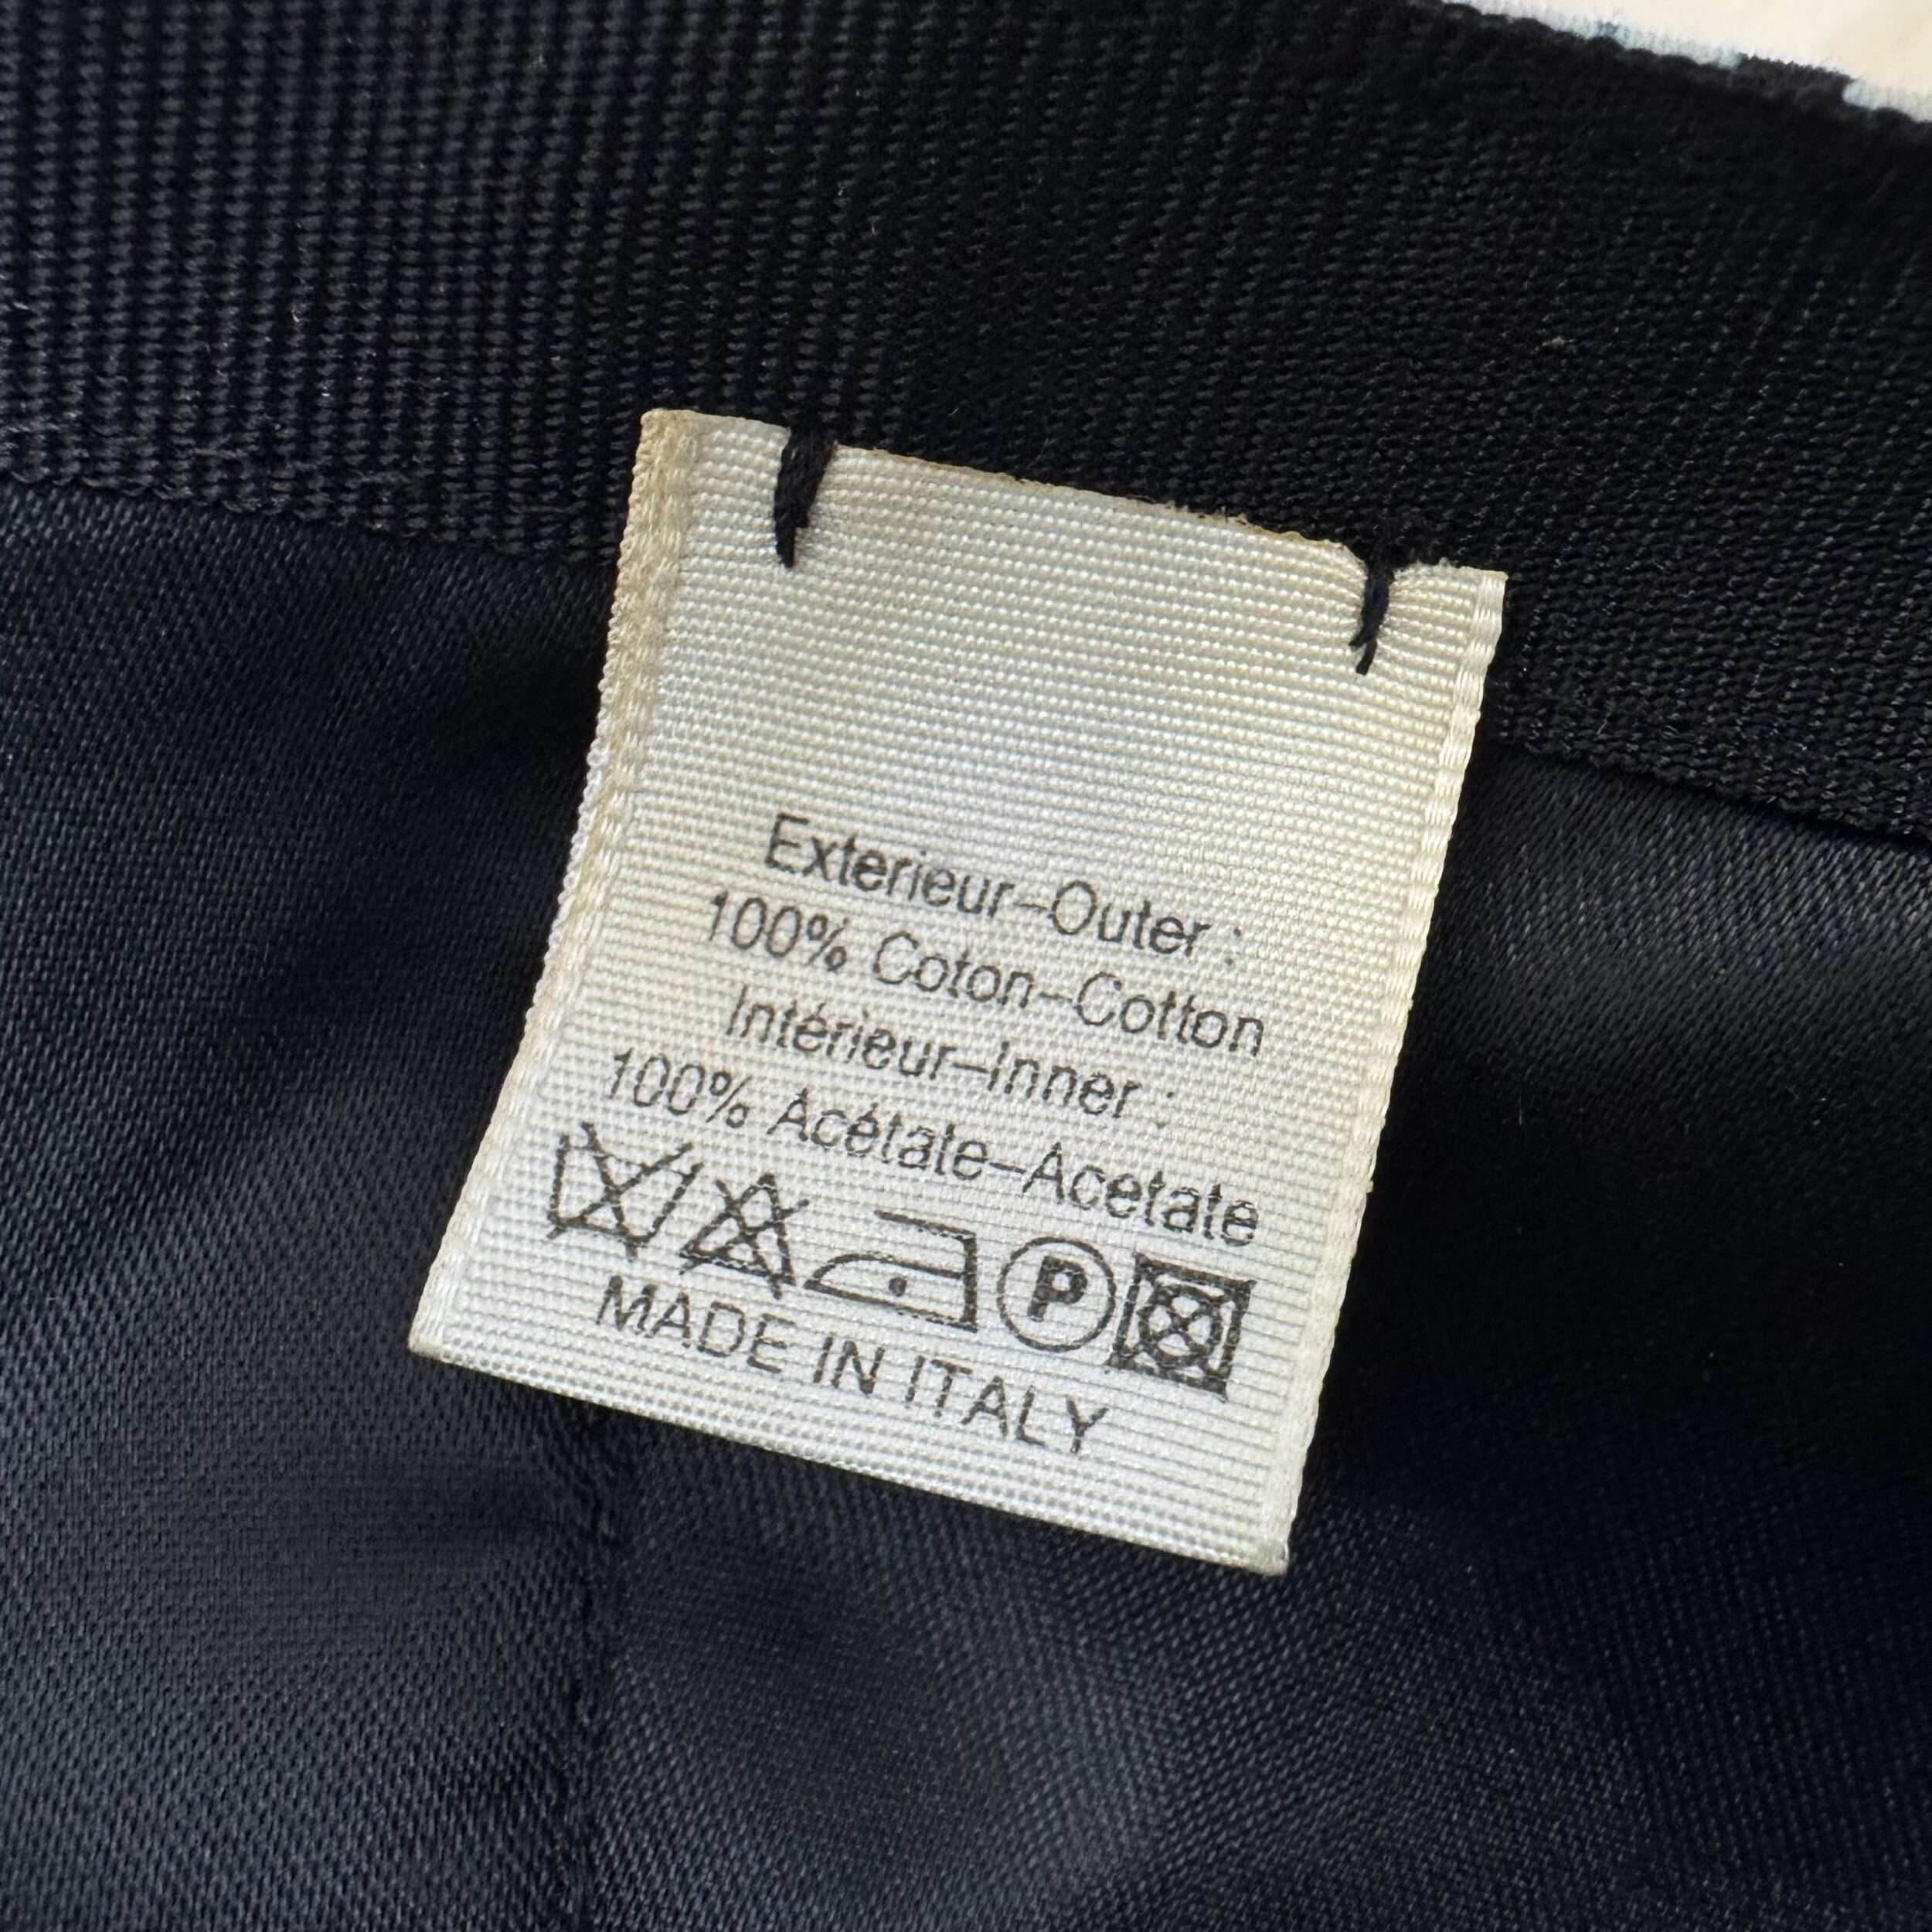 Exterieur-Outer :
100% Coton-Cotton
Intérieur-Inner :
100% Acétate-Acetate
P
MADE IN ITALY